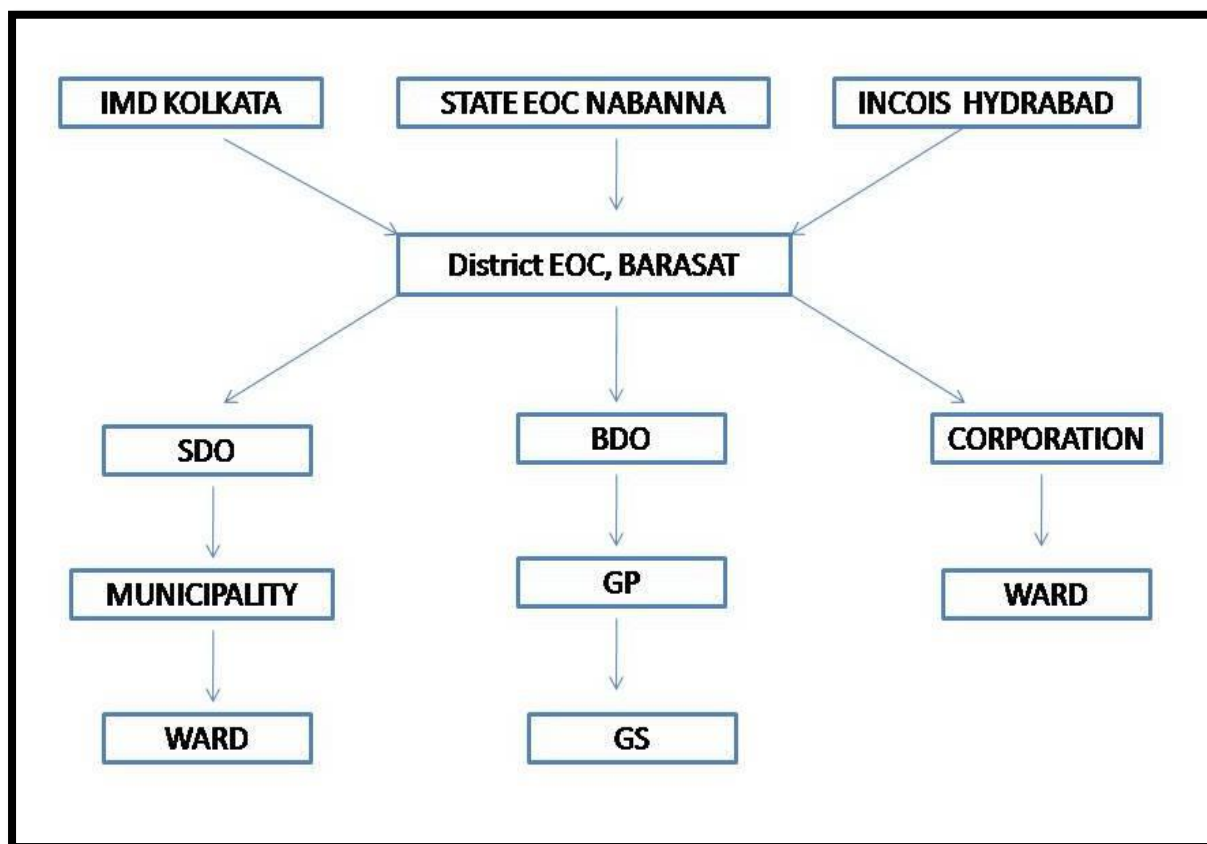 IMD KOLKATA
STATE EOC NABANNA
INCOIS HYDRABAD
District EOC, BARASAT
SDO
BDO
CORPORATION
MUNICIPALITY
GP
WARD
WARD
GS